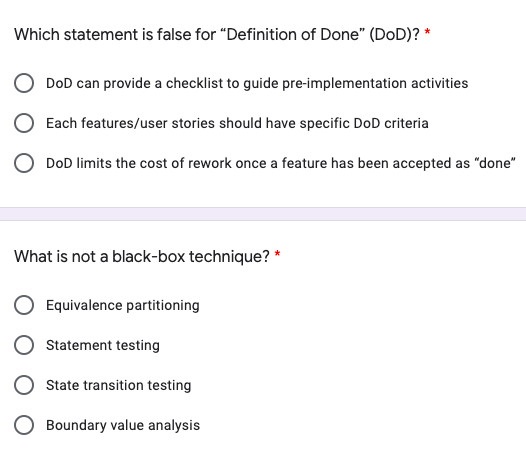 Which statement is false for “Definition of Done” (DoD)? *
DoD can provide a checklist to guide pre-implementation activities
Each features/user stories should have specific DoD criteria
DoD limits the cost of rework once a feature has been accepted as “done”
What is not a black-box technique? *
Equivalence partitioning
Statement testing
State transition testing
Boundary value analysis